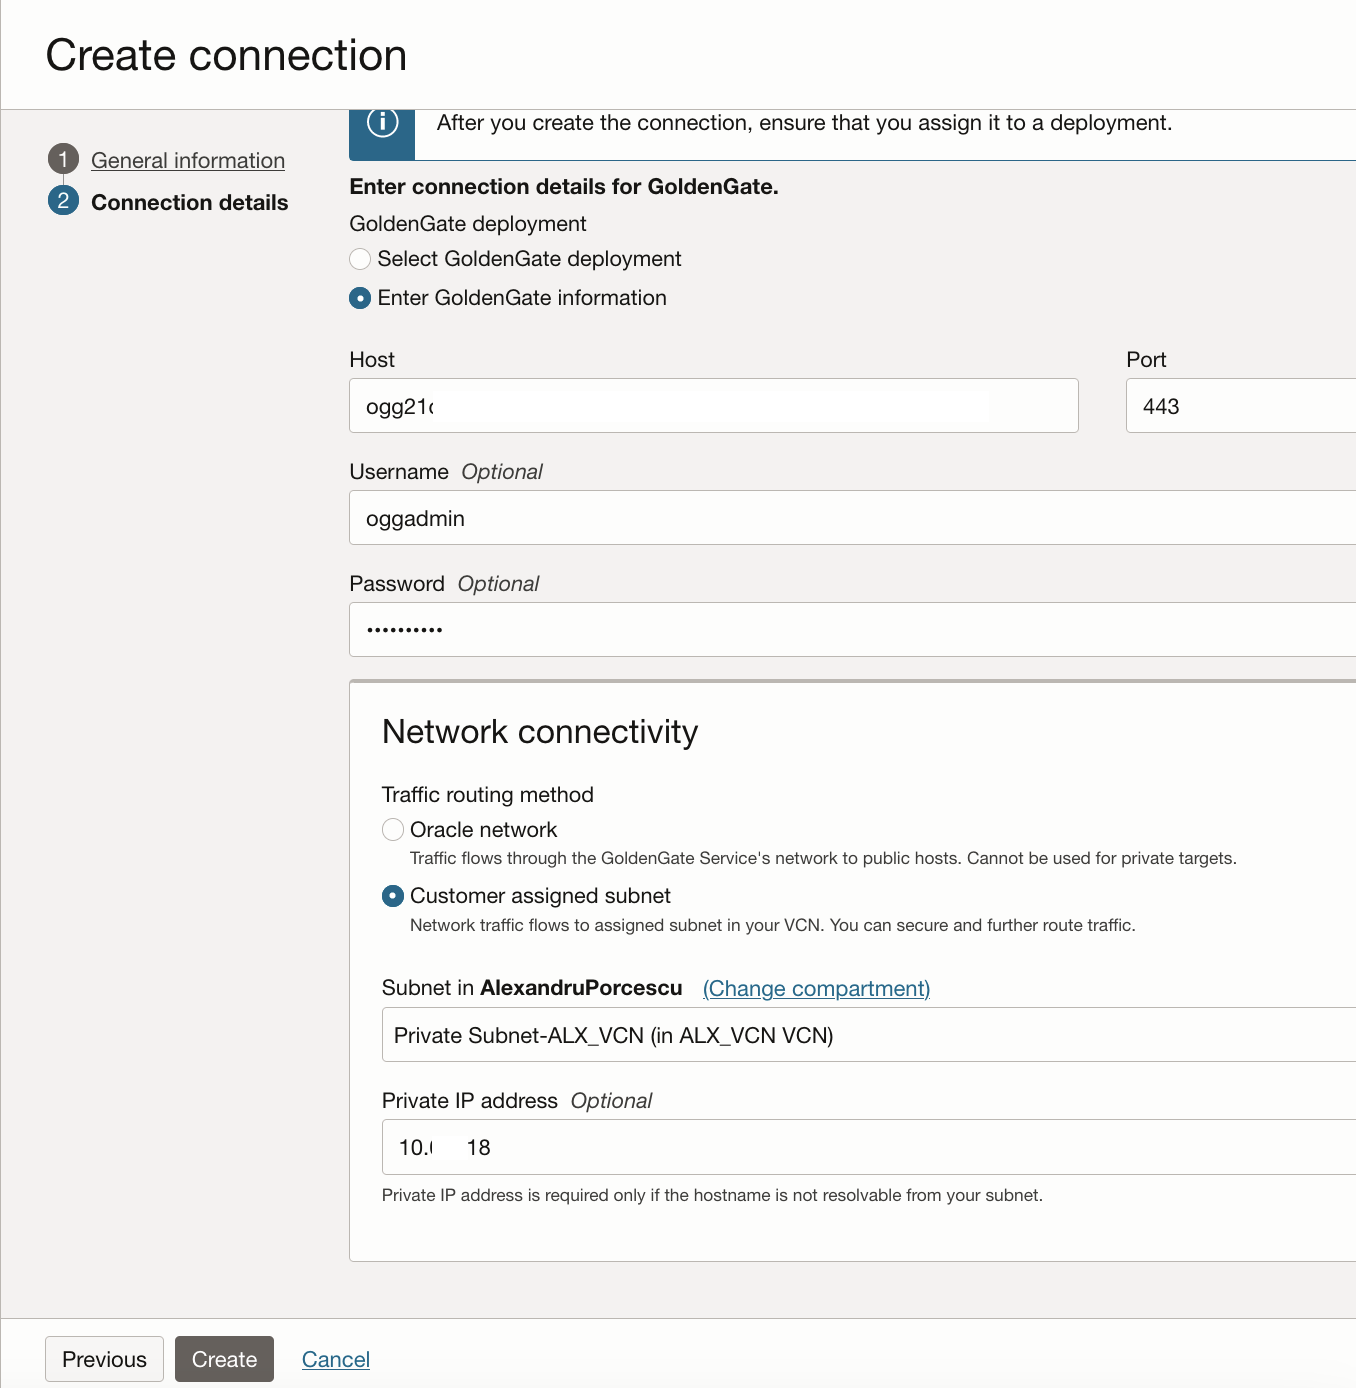 Create connection
1 General information
2 Connection details
After you create the connection, ensure that you assign it to a deployment.
Enter connection details for GoldenGate.
GoldenGate deployment
Select GoldenGate deployment
Enter GoldenGate information
Host Port
ogg21 443
Username Optional
oggadmin
Password Optional
••••••••••
Network connectivity
Traffic routing method
Oracle network
Traffic flows through the GoldenGate Service's network to public hosts. Cannot be used for private targets.
Customer assigned subnet
Network traffic flows to assigned subnet in your VCN. You can secure and further route traffic.
Subnet in AlexandruPorcescu (Change compartment)
Private Subnet-ALX_VCN (in ALX_VCN VCN)
Private IP address Optional
10. 18
Private IP address is required only if the hostname is not resolvable from your subnet.
Previous Create Cancel